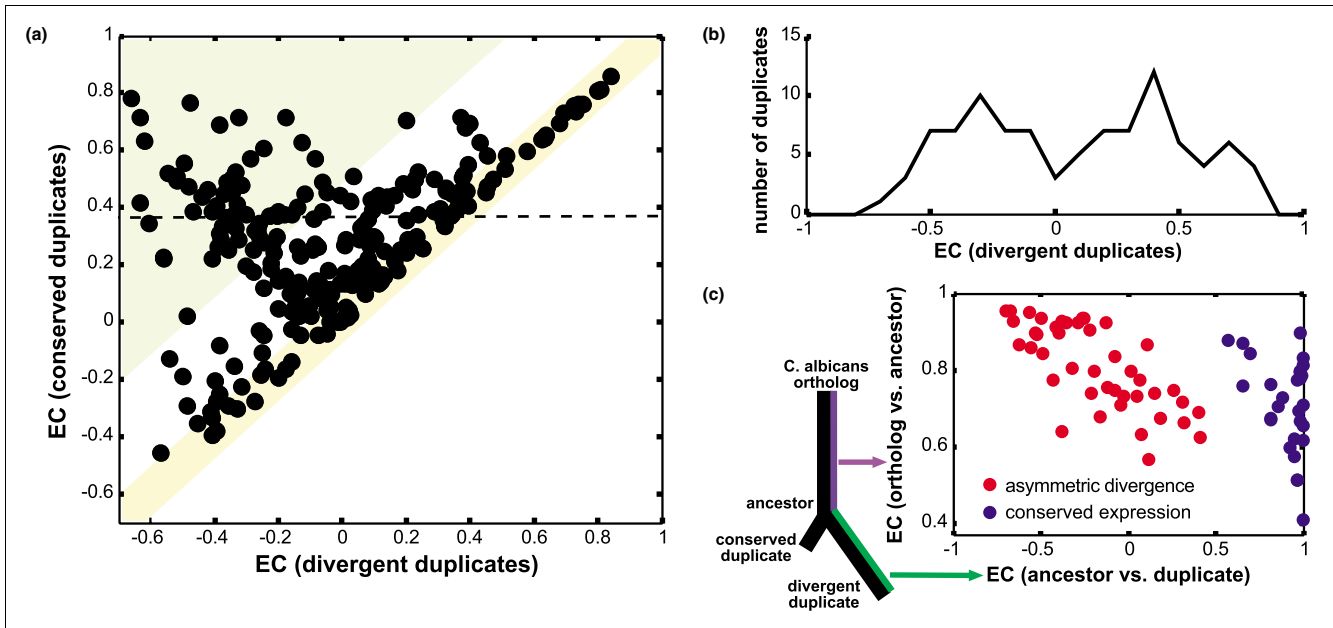 (a)
1
0.8
0.6
0.4
0.2
0
-0.2
-0.4
-0.6
EC (conserved duplicates)
-0.6
-0.4
-0.2
0
0.2
0.4
0.6
0.8
1
EC (divergent duplicates)
(b)
number of duplicates
15
10
5
0
-1
-0.5
0
0.5
1
EC (divergent duplicates)
(c)
C. albicans
ortholog
ancestor
conserved
duplicate
divergent
duplicate
EC (ortholog vs. ancestor)
1
0.8
0.6
0.4
asymmetric divergence
conserved expression
-1
-0.5
0
0.5
1
EC (ancestor vs. duplicate)